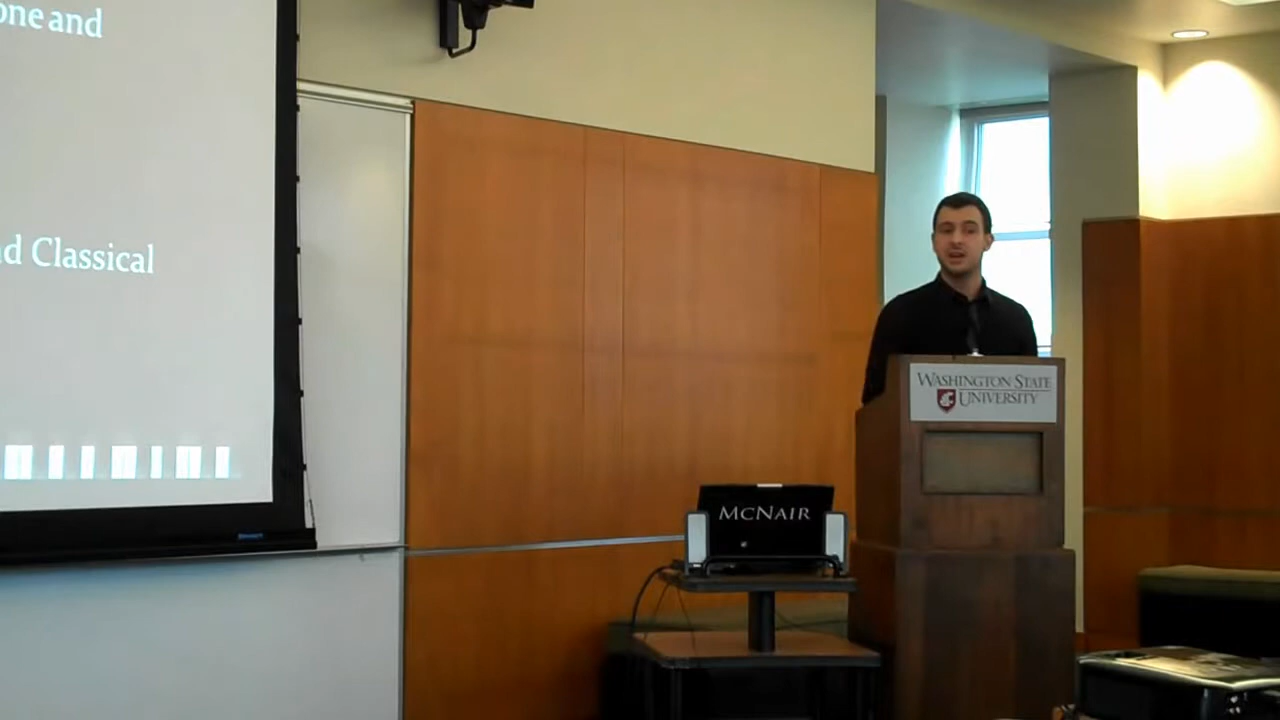 one and
d Classical
WASHINGTON STATE
UNIVERSITY
MCNAIR